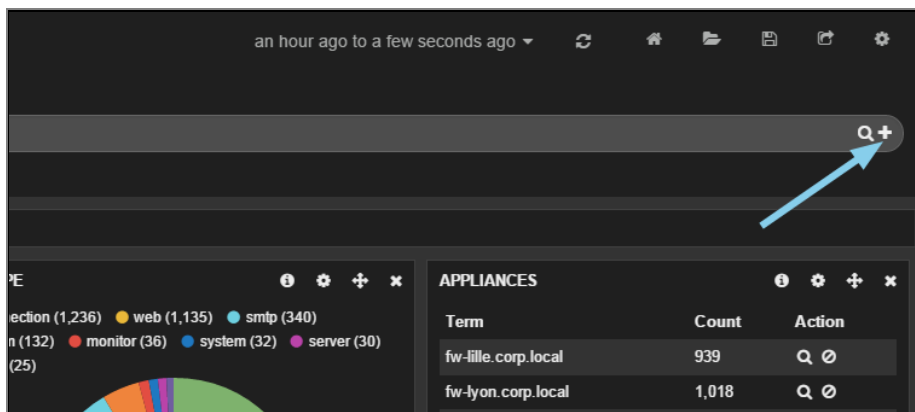 an hour ago to a few seconds ago
PE
APPLIANCES
ection (1,236) web (1,135) smtp (340)
n (132) monitor (36) system (32) server (30)
(25)
Term Count Action
fw-lille.corp.local 939
fw-lyon.corp.local 1,018